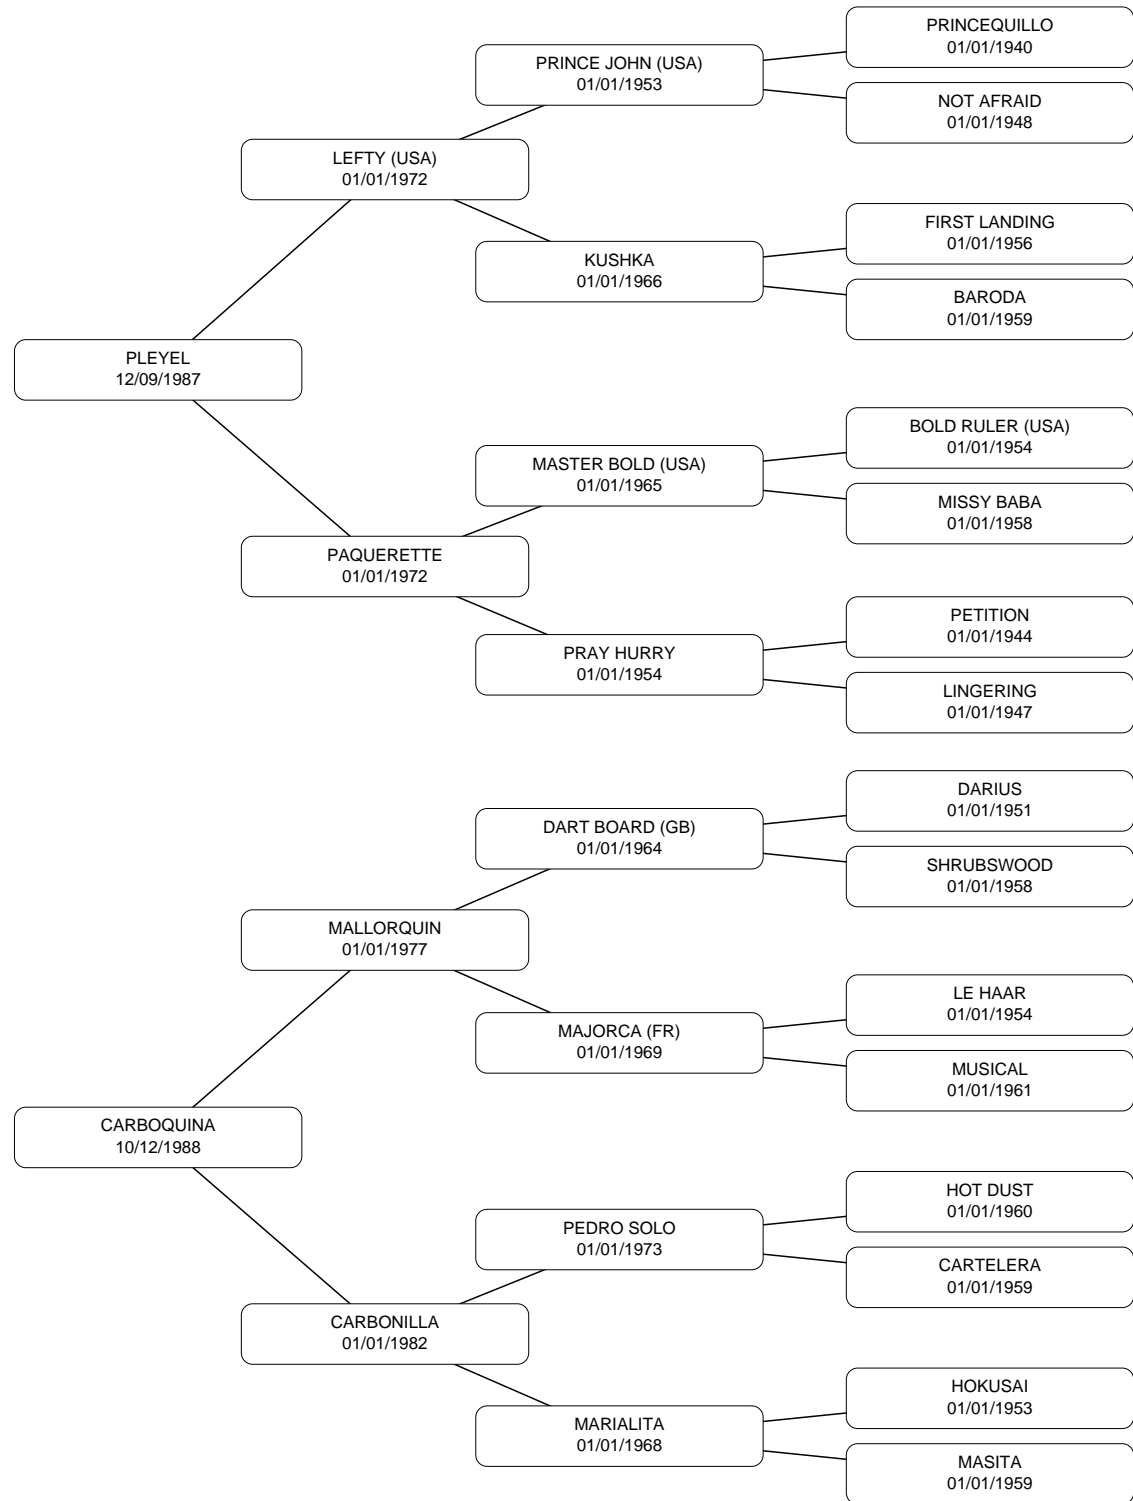 PRINCEQUILLO
01/01/1940
PRINCE JOHN (USA)
01/01/1953
NOT AFRAID
01/01/1948
LEFTY (USA)
01/01/1972
FIRST LANDING
01/01/1956
KUSHKA
01/01/1966
BARODA
01/01/1959
PLEYEL
12/09/1987
BOLD RULER (USA)
01/01/1954
MASTER BOLD (USA)
01/01/1965
MISSY BABA
01/01/1958
PAQUERETTE
01/01/1972
PETITION
01/01/1944
PRAY HURRY
01/01/1954
LINGERING
01/01/1947
DARIUS
01/01/1951
DART BOARD (GB)
01/01/1964
SHRUBSWOOD
01/01/1958
MALLORQUIN
01/01/1977
LE HAAR
01/01/1954
MAJORCA (FR)
01/01/1969
MUSICAL
01/01/1961
CARBOQUINA
10/12/1988
HOT DUST
01/01/1960
PEDRO SOLO
01/01/1973
CARTELERA
01/01/1959
CARBONILLA
01/01/1982
HOKUSAI
01/01/1953
MARIALITA
01/01/1968
MASITA
01/01/1959